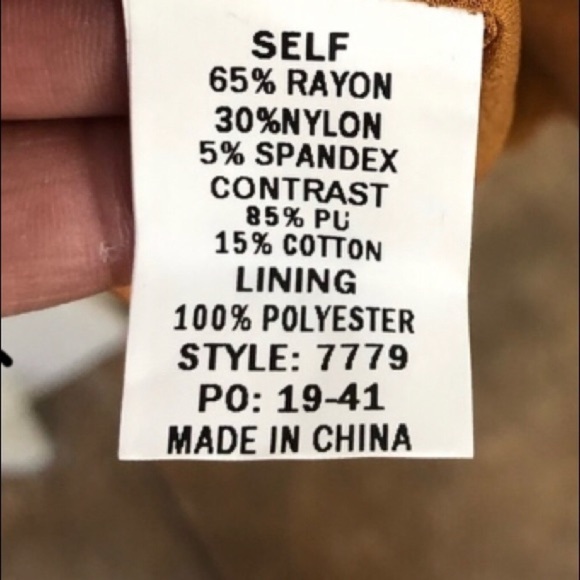 SELF
65% RAYON
30%NYLON
5% SPANDEX
CONTRAST
85% PU
15% COTTON
LINING
100% POLYESTER
STYLE: 7779
PO: 19-41
MADE IN CHINA